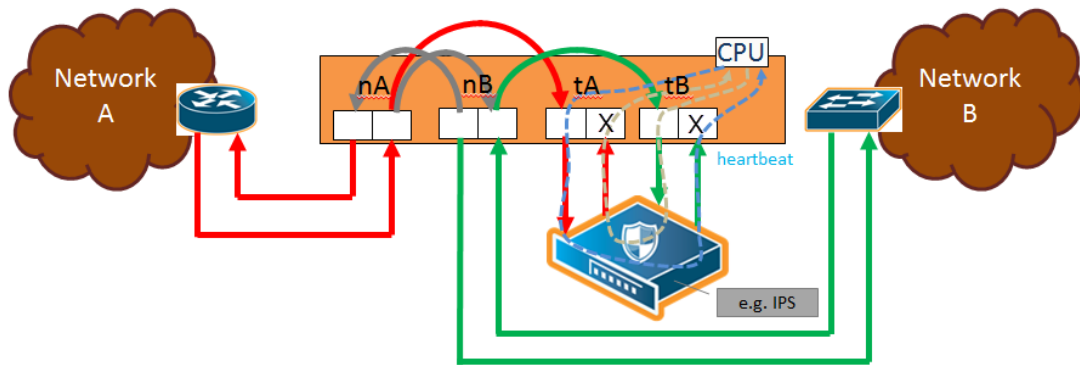 Network
A
nA
nB
tA
tB
CPU
X
X
heartbeat
e.g. IPS
Network
B